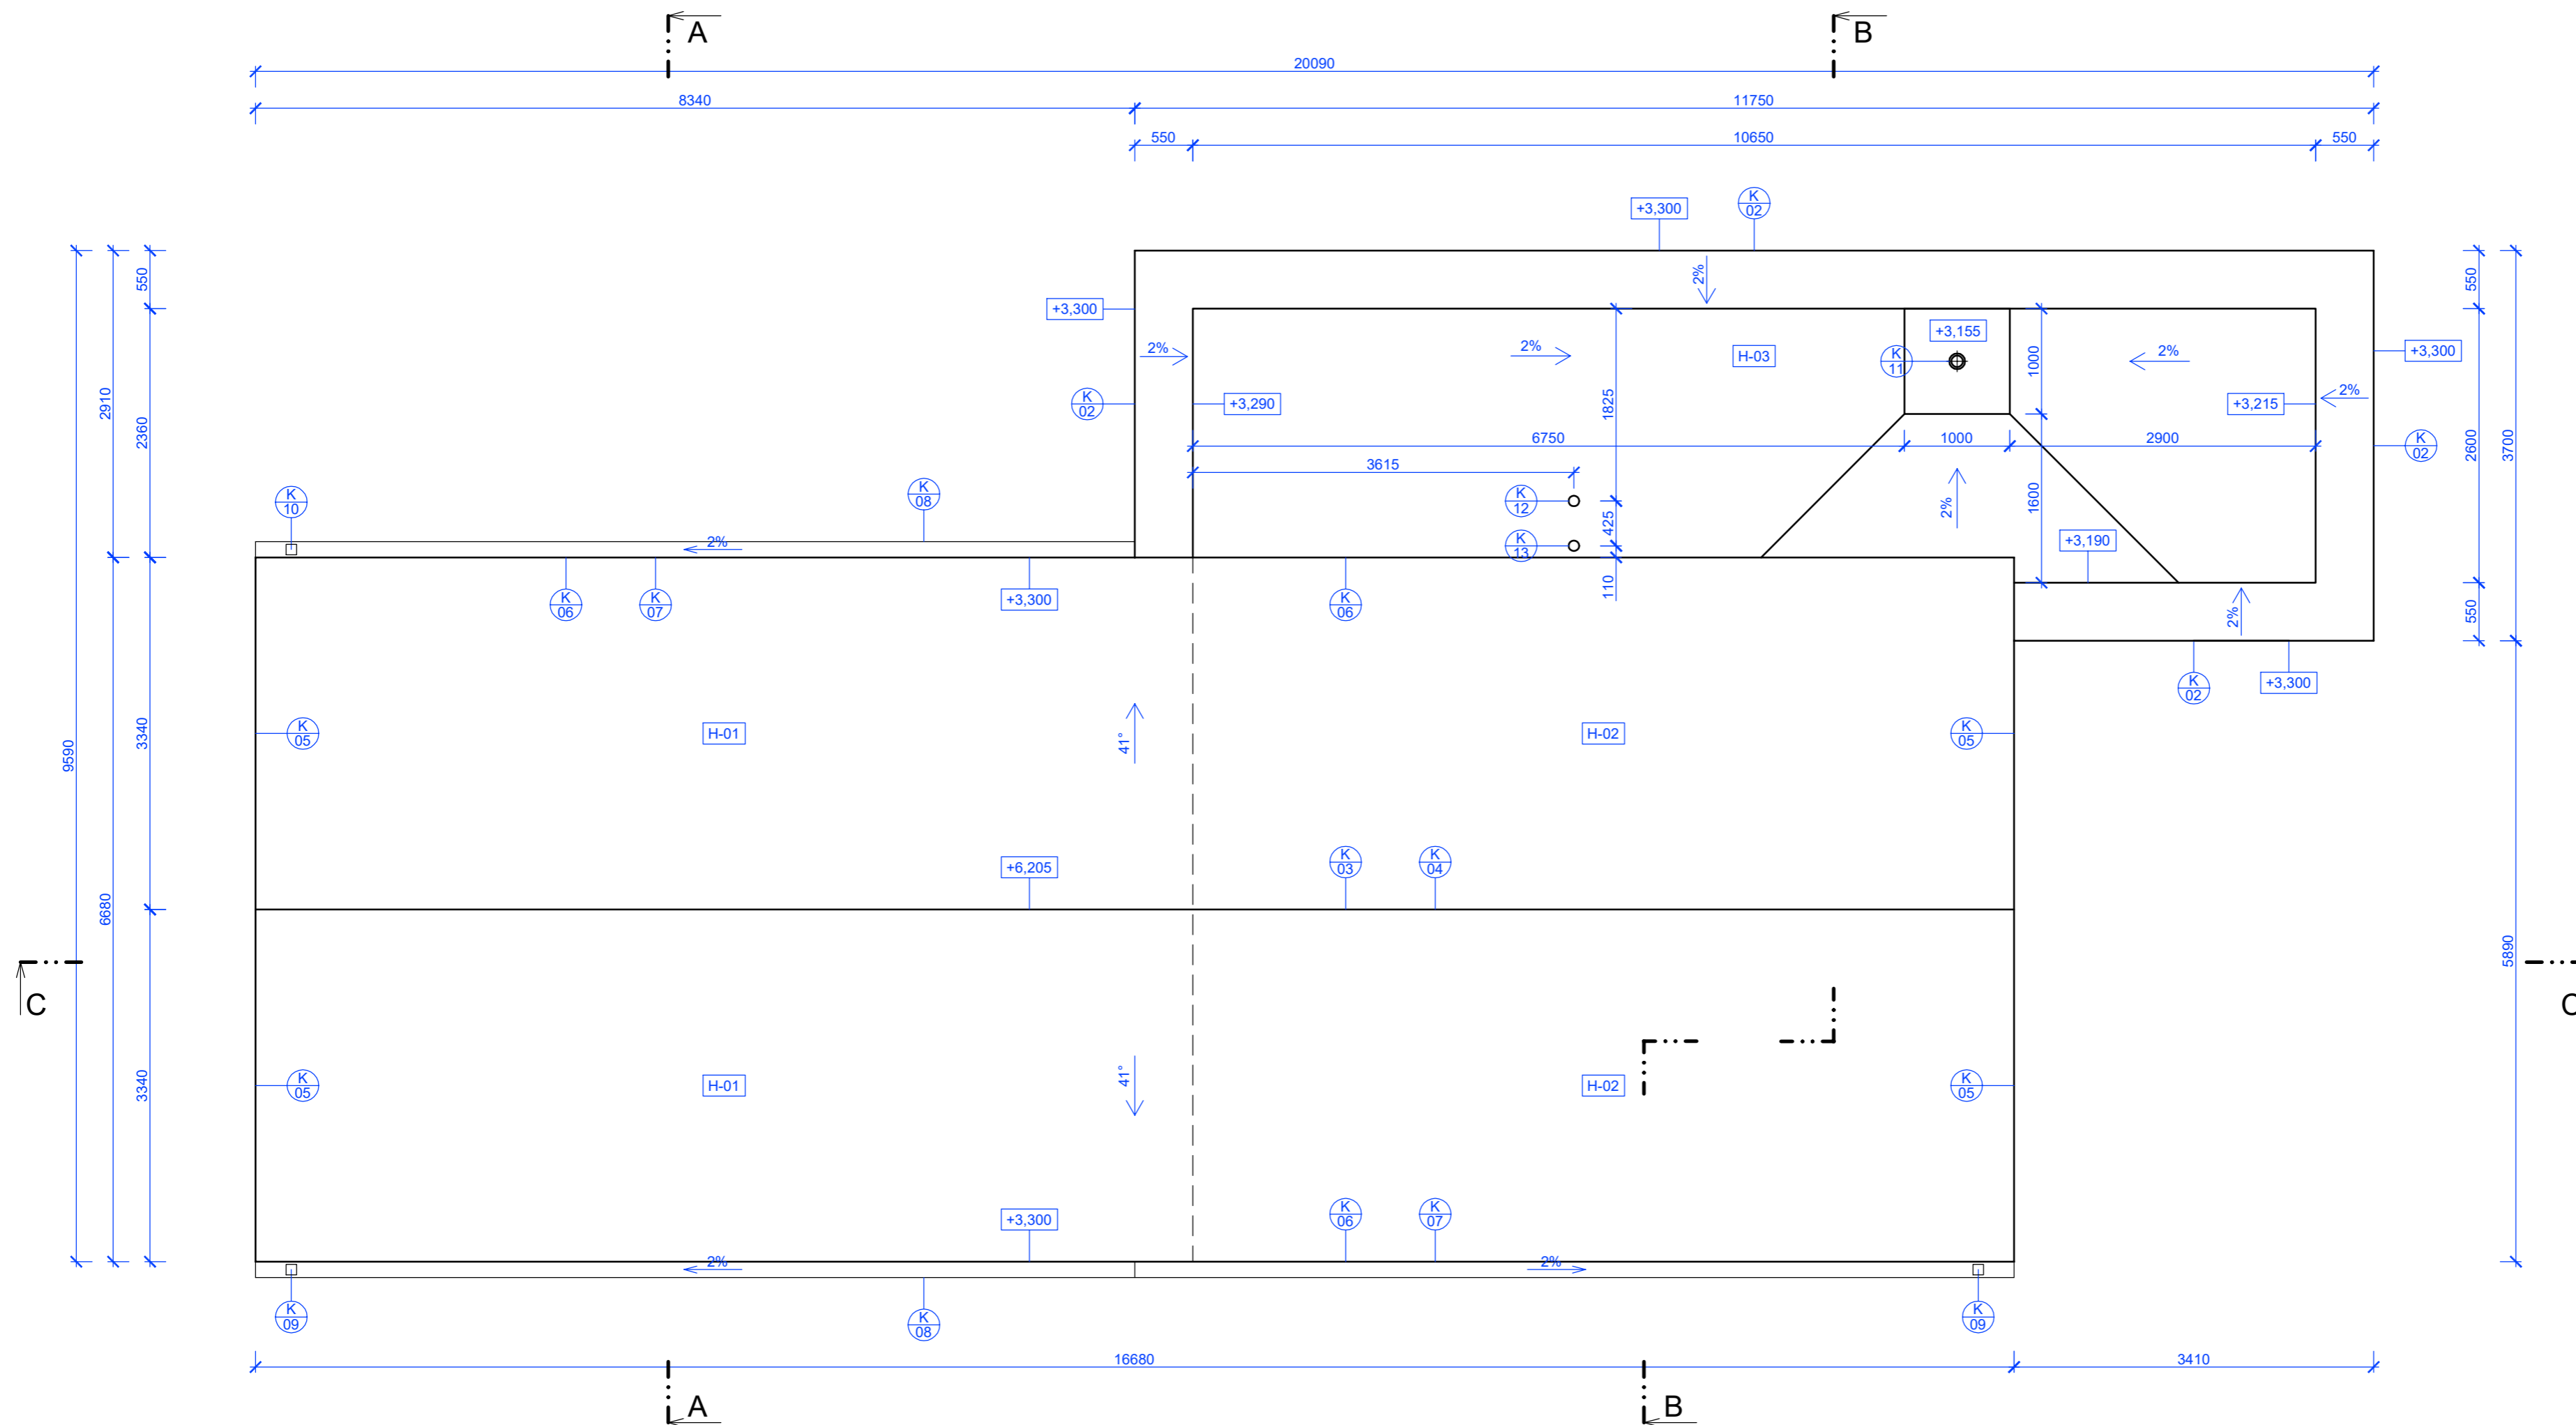 A
B
20090
8340
11750
550
10650
550
+3,300
K
02
550
2%
550
+3,300
+3,155
2%
2%
H-03
K
11
2%
+3,300
1000
2910
2360
K
02
+3,290
1825
+3,215
2%
6750
1000
2900
2600
3700
K
02
3615
K
10
K
08
K
12
425
2%
1600
2%
K
13
+3,190
K
06
K
07
+3,300
K
06
110
2%
550
K
02
+3,300
9590
3340
K
05
H-01
41°
H-02
K
05
+6,205
K
03
K
04
6680
5890
C
C
3340
K
05
H-01
41°
H-02
K
05
+3,300
K
06
K
07
2%
2%
K
09
K
08
K
09
16680
3410
A
B